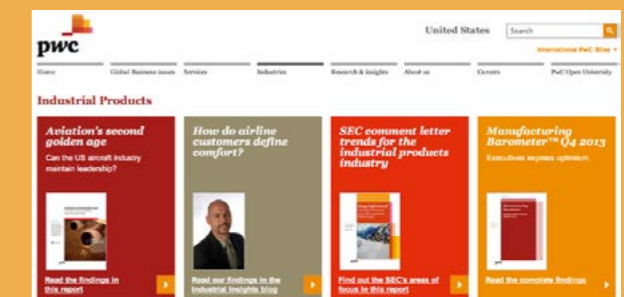 pwc
United States
Search
International PwC Sites
Home Global Business issues Services Industries Research & insights About us Careers PwC Open University
Industrial Products
Aviation's second
golden age
Can the US aircraft industry
maintain leadership?
Read the findings in
this report
How do airline
customers define
comfort?
Read our findings in the
Industrial Insights blog
SEC comment letter
trends for the
industrial products
industry
Find out the SEC's areas of
focus in this report
Manufacturing
Barometer™ Q4 2013
Executives express optimism
Read the complete findings